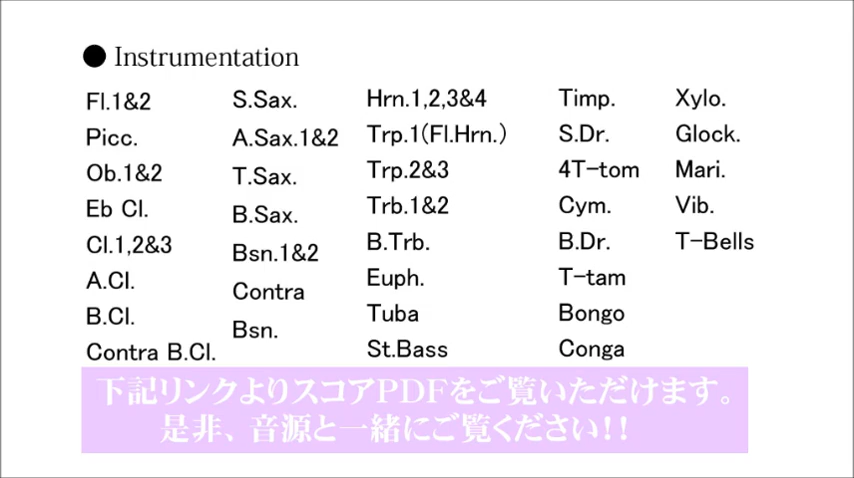 ● Instrumentation
Fl.1&2
Picc.
Ob.1&2
Eb Cl.
Cl.1,2&3
A.Cl.
B.Cl.
Contra B.Cl.
S.Sax.
A.Sax.1&2
T.Sax.
B.Sax.
Bsn.1&2
Contra
Bsn.
Hrn.1,2,3&4
Trp.1(Fl.Hrn.)
Trp.2&3
Trb.1&2
B.Trb.
Euph.
Tuba
St.Bass
Timp.
S.Dr.
4T-tom
Cym.
B.Dr.
T-tam
Bongo
Conga
Xylo.
Glock.
Mari.
Vib.
T-Bells
下記リンクよりスコアPDFをご覧いただけます。
是非、音源と一緒にご覧ください!!